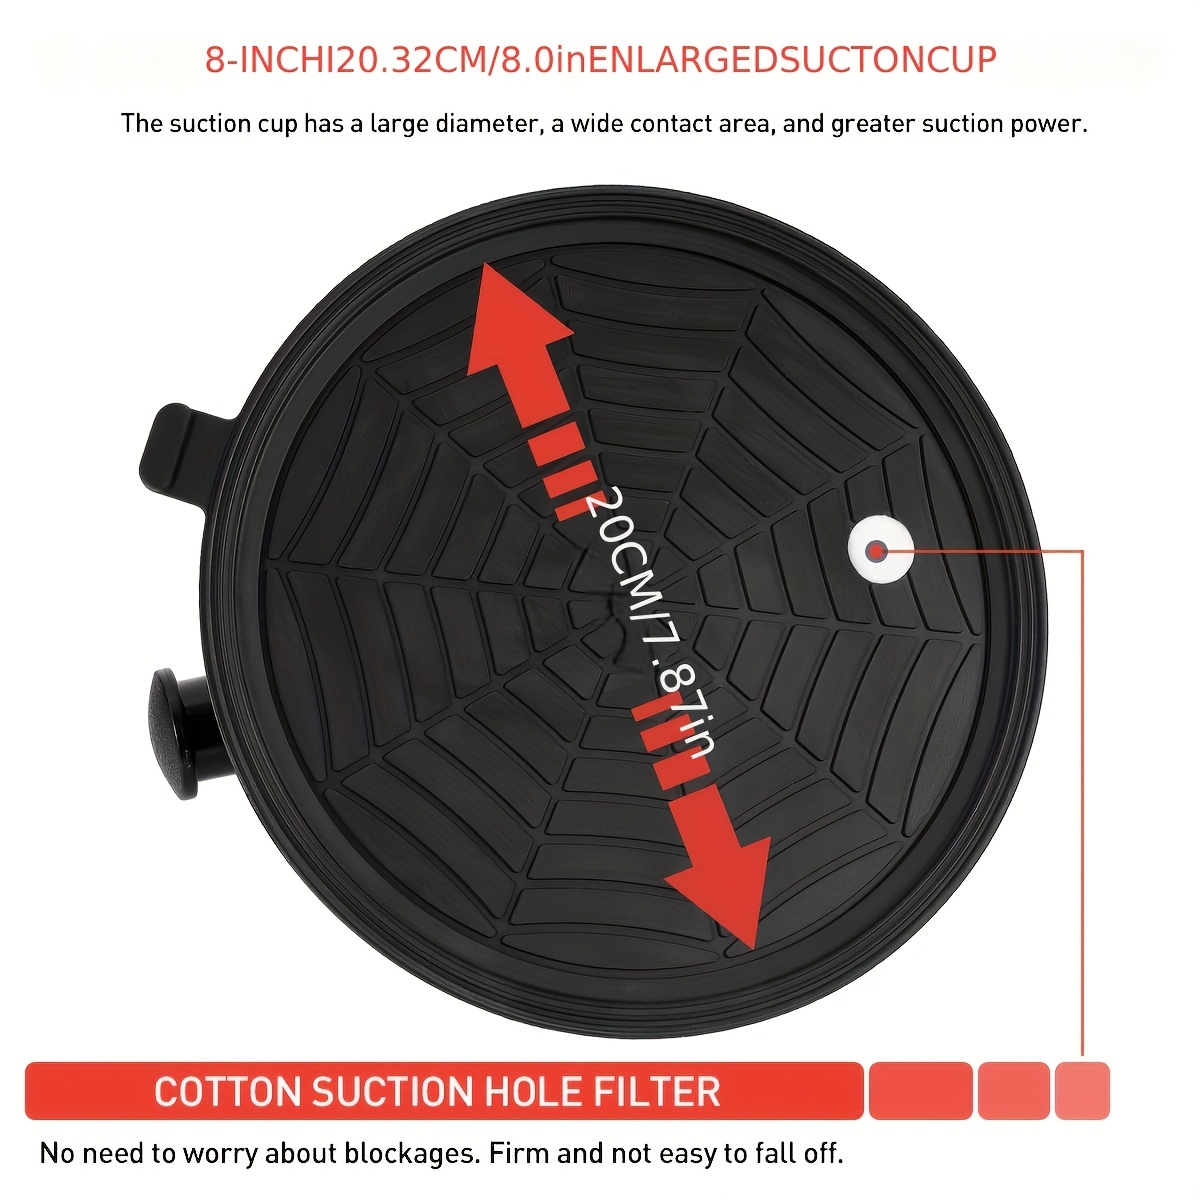 8-INCHI20.32CM/8.0inENLARGEDSUCTONCUP
The suction cup has a large diameter, a wide contact area, and greater suction power.
20CM/7.87in
COTTON SUCTION HOLE FILTER
No need to worry about blockages. Firm and not easy to fall off.